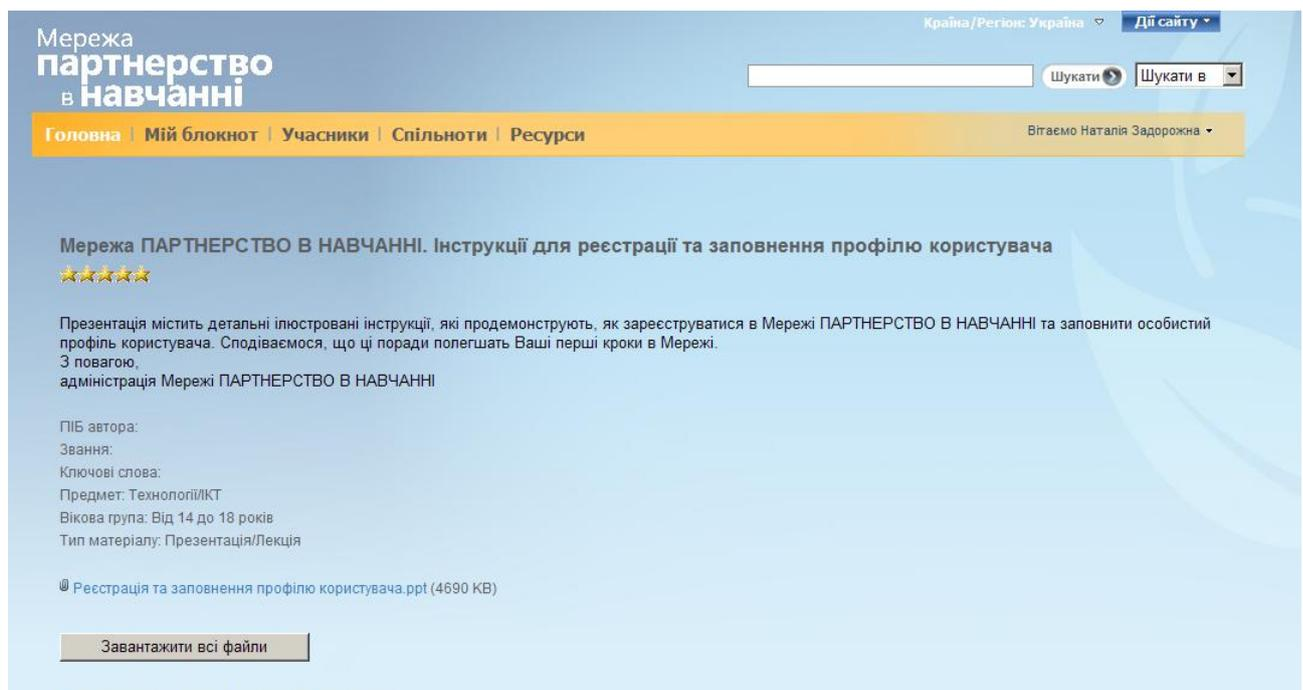 Країна/Регіон: Україна
Дії сайту
Мережа
партнерство
в навчанні
Шукати
Шукати в
Головна | Мій блокнот | Учасники | Спільноти | Ресурси
Вітаємо Наталія Задорожна
Мережа ПАРТНЕРСТВО В НАВЧАННІ. Інструкції для реєстрації та заповнення профілю користувача
Презентація містить детальні ілюстровані інструкції, які продемонструють, як зареєструватися в Мережі ПАРТНЕРСТВО В НАВЧАННІ та заповнити особистий
профіль користувача. Сподіваємося, що ці поради полегшать Ваші перші кроки в Мережі.
З повагою,
адміністрація Мережі ПАРТНЕРСТВО В НАВЧАННІ
ПІБ автора:
Звання:
Ключові слова:
Предмет: Технології/ІКТ
Вікова група: Від 14 до 18 років
Тип матеріалу: Презентація/Лекція
Реєстрація та заповнення профілю користувача.ppt (4690 KB)
Завантажити всі файли